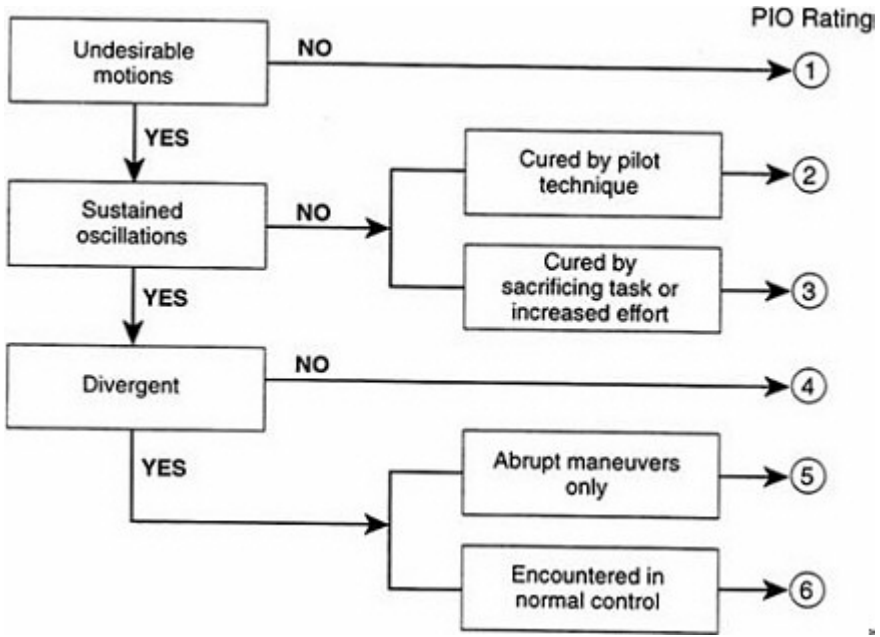 PIO Rating
Undesirable
motions
NO
1
YES
Sustained
oscillations
NO
Cured by pilot
technique
2
Cured by
sacrificing task or
increased effort
3
YES
Divergent
NO
4
YES
Abrupt maneuvers
only
5
Encountered in
normal control
6